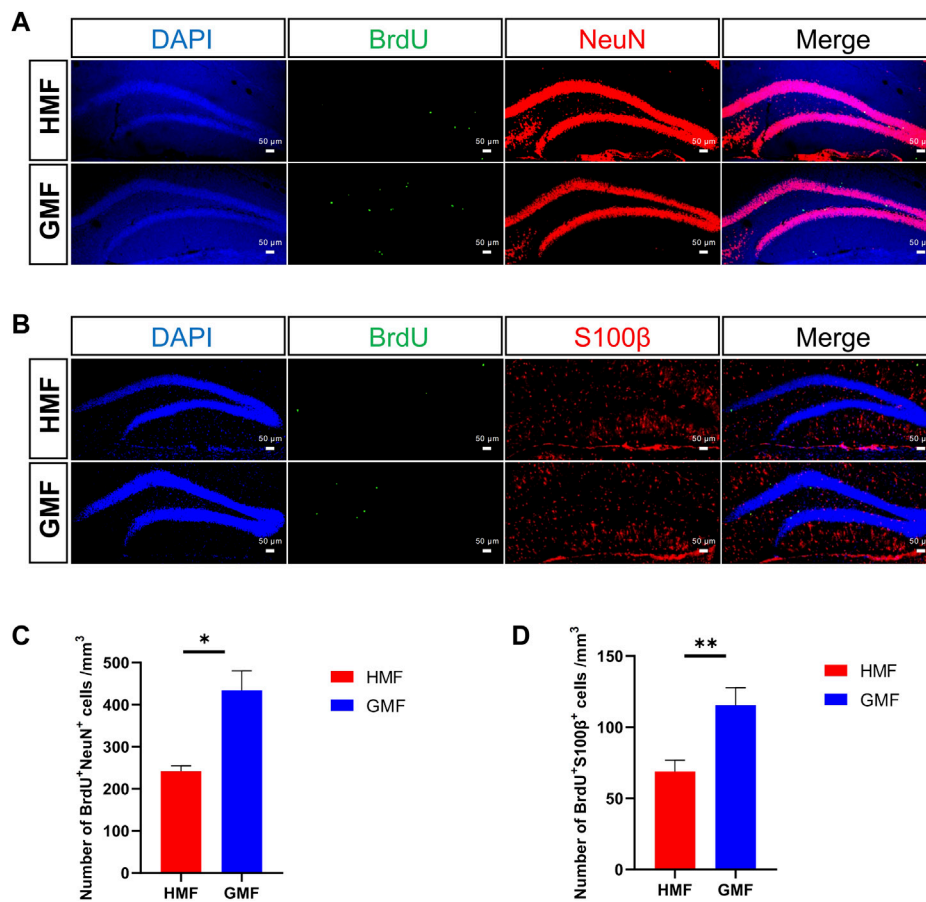 A
DAPI BrdU NeuN Merge
HMF
50 µm 50 µm 50 µm 50 µm
GMF
50 µm 50 µm 50 µm 50 µm
B
DAPI BrdU S100β Merge
HMF
50 µm 50 µm 50 µm 50 µm
GMF
50 µm 50 µm 50 µm 50 µm
C
Number of BrdU⁺NeuN⁺ cells /mm³
500
400
300
200
100
0
*
HMF GMF
HMF
GMF
D
Number of BrdU⁺S100β⁺ cells /mm³
150
100
50
0
**
HMF GMF
HMF
GMF